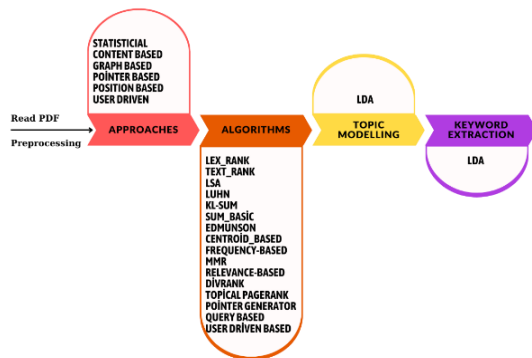 STATISTICIAL
CONTENT BASED
GRAPH BASED
POİNTER BASED
POSITION BASED
USER DRIVEN
Read PDF
Preprocessing
APPROACHES
ALGORITHMS
LEX_RANK
TEXT_RANK
LSA
LUHN
KL-SUM
SUM_BASİC
EDMUNSON
CENTROİD_BASED
FREQUENCY-BASED
MMR
RELEVANCE-BASED
DİVRANK
TOPİCAL PAGERANK
POİNTER GENERATOR
QUERY BASED
USER DRİVEN BASED
LDA
TOPIC
MODELLING
KEYWORD
EXTRACTION
LDA